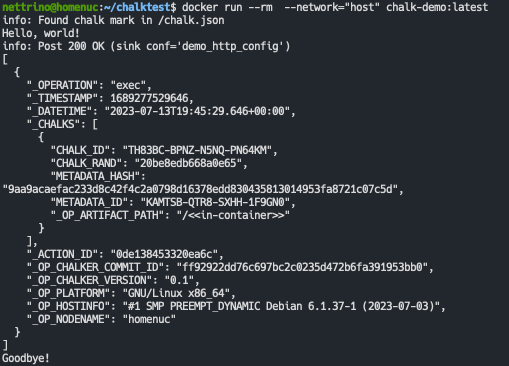 nettrino@homenuc:~/chalktest$ docker run --rm  --network="host" chalk-demo:latest
info: Found chalk mark in /chalk.json
Hello, world!
info: Post 200 OK (sink conf='demo_http_config')
[
  {
    "_OPERATION": "exec",
    "_TIMESTAMP": 1689277529646,
    "_DATETIME": "2023-07-13T19:45:29.646+00:00",
    "_CHALKS": [
      {
        "CHALK_ID": "TH83BC-BPNZ-N5NQ-PN64KM",
        "CHALK_RAND": "20be8edb668a0e65",
        "METADATA_HASH":
"9aa9acaefac233d8c42f4c2a0798d16378edd830435813014953fa8721c07c5d",
        "METADATA_ID": "KAMTSB-QTR8-SXHH-1F9GN0",
        "_OP_ARTIFACT_PATH": "/<<in-container>>"
      }
    ],
    "_ACTION_ID": "0de138453320ea6c",
    "_OP_CHALKER_COMMIT_ID": "ff92922dd76c697bc2c0235d472b6fa391953bb0",
    "_OP_CHALKER_VERSION": "0.1",
    "_OP_PLATFORM": "GNU/Linux x86_64",
    "_OP_HOSTINFO": "#1 SMP PREEMPT_DYNAMIC Debian 6.1.37-1 (2023-07-03)",
    "_OP_NODENAME": "homenuc"
  }
]
Goodbye!